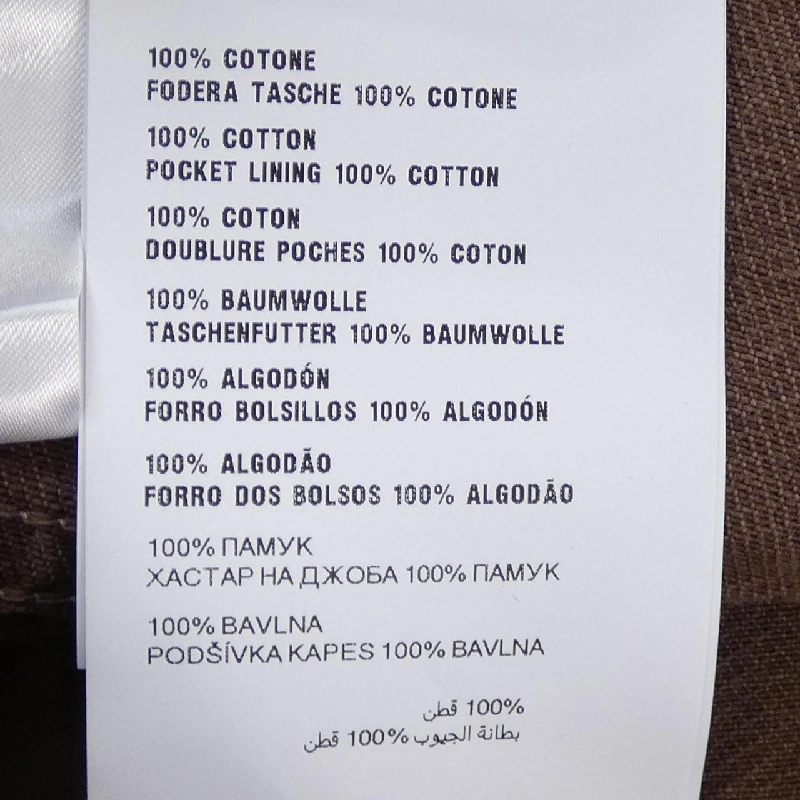 100% COTONE
FODERA TASCHE 100% COTONE
100% COTTON
POCKET LINING 100% COTTON
100% COTON
DOUBLURE POCHES 100% COTON
100% BAUMWOLLE
TASCHENFUTTER 100% BAUMWOLLE
100% ALGODÓN
FORRO BOLSILLOS 100% ALGODÓN
100% ALGODÃO
FORRO DOS BOLSOS 100% ALGODÃO
100% ПАМУК
ХАСТАР НА ДЖОБА 100% ПАМУК
100% BAVLNA
PODŠÍVKA KAPES 100% BAVLNA
100% قطن
بطانة الجيوب 100% قطن